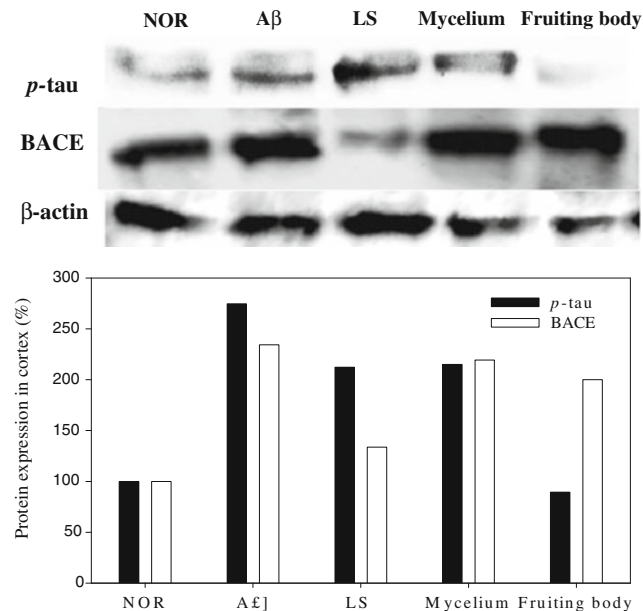 NOR Aβ LS Mycelium Fruiting body
p-tau
BACE
β-actin
300
250
200
150
100
50
0
Protein expression in cortex (%)
p-tau
BACE
NOR A£] LS Mycelium Fruiting body